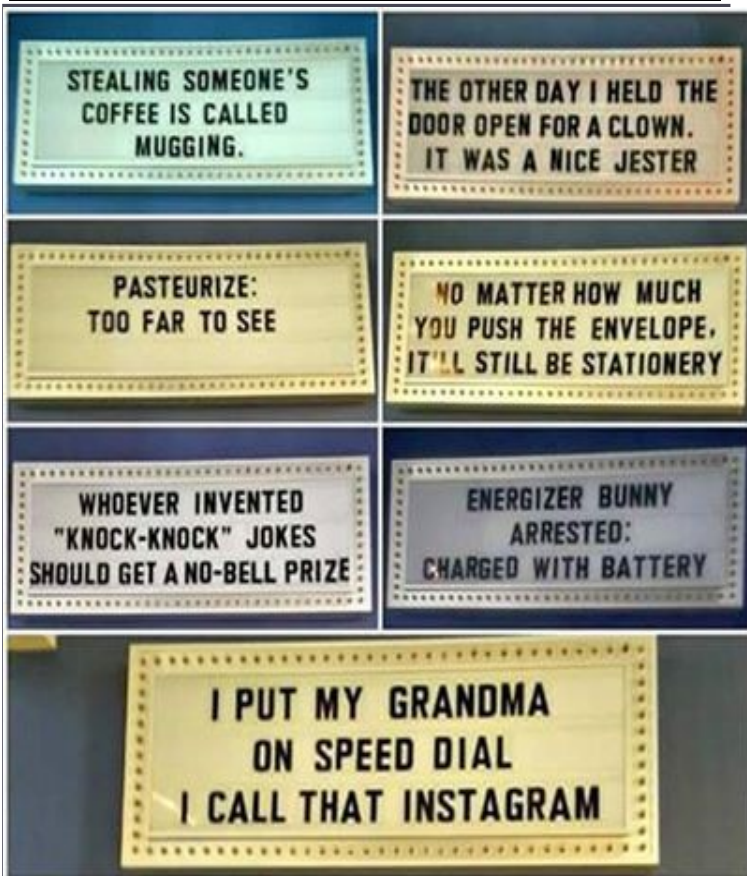 STEALING SOMEONE'S
COFFEE IS CALLED
MUGGING.
THE OTHER DAY I HELD THE
DOOR OPEN FOR A CLOWN.
IT WAS A NICE JESTER
PASTEURIZE:
TOO FAR TO SEE
NO MATTER HOW MUCH
YOU PUSH THE ENVELOPE,
IT'LL STILL BE STATIONERY
WHOEVER INVENTED
"KNOCK-KNOCK" JOKES
SHOULD GET A NO-BELL PRIZE
ENERGIZER BUNNY
ARRESTED:
CHARGED WITH BATTERY
I PUT MY GRANDMA
ON SPEED DIAL
I CALL THAT INSTAGRAM